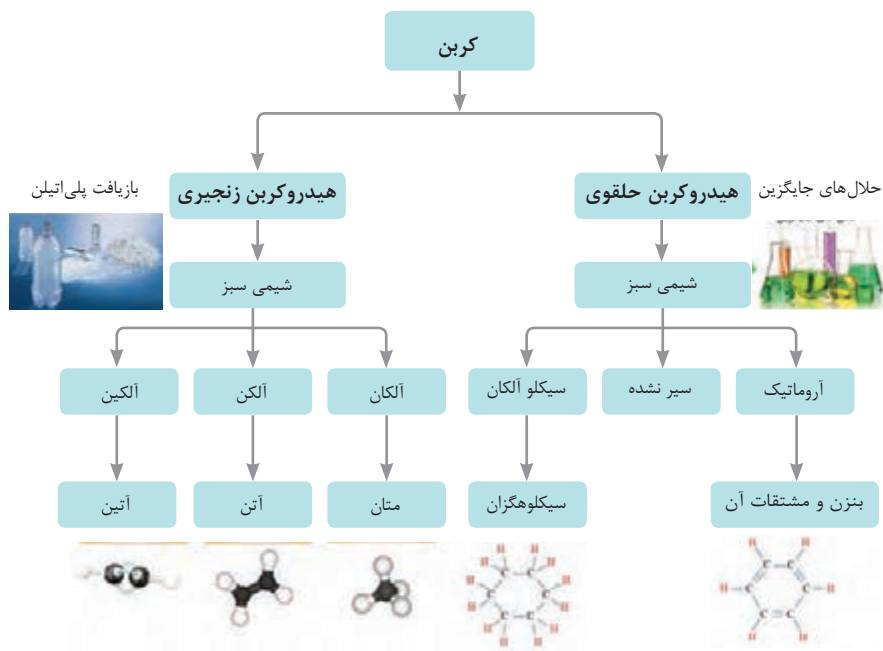 کربن
هیدروکربن حلقوی
هیدروکربن زنجیری
حلال‌های جایگزین
بازیافت پلی‌اتیلن
شیمی سبز
شیمی سبز
آروماتیک
سیر نشده
سیکلو آلکان
آلکان
آلکن
آلکین
بنزن و مشتقات آن
سیکلوهگزان
متان
آتن
آتین
H H
H H H H
C C
H C C H
H C C H
H H
H H
H H
C
H C C H
H C C H
C
H H